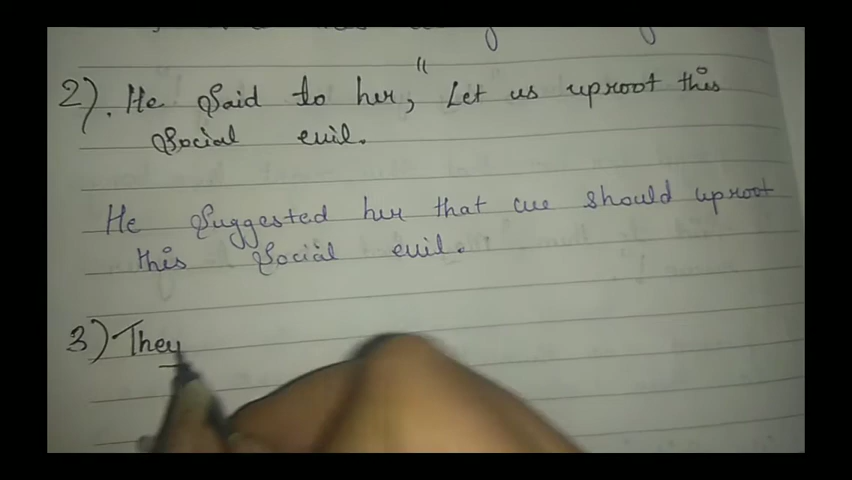 2). He said to her, " Let us uproot this
social evil.
He suggested her that we should uproot
this social evil.
3) They